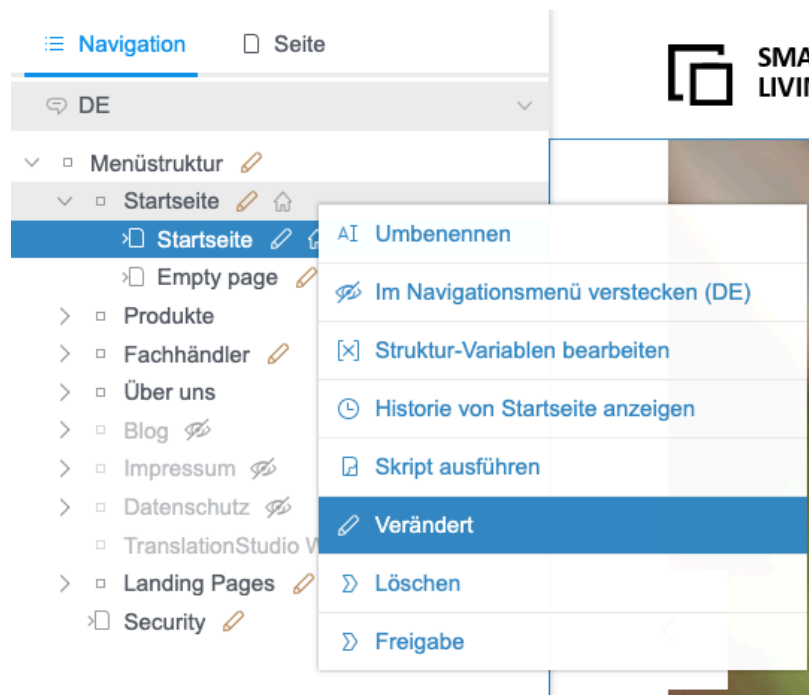 Navigation
Seite
DE
Menüstruktur
Startseite
Startseite
Empty page
Produkte
Fachhändler
Über uns
Blog
Impressum
Datenschutz
TranslationStudio
Landing Pages
Security
Umbenennen
Im Navigationsmenü verstecken (DE)
Struktur-Variablen bearbeiten
Historie von Startseite anzeigen
Skript ausführen
Verändert
Löschen
Freigabe